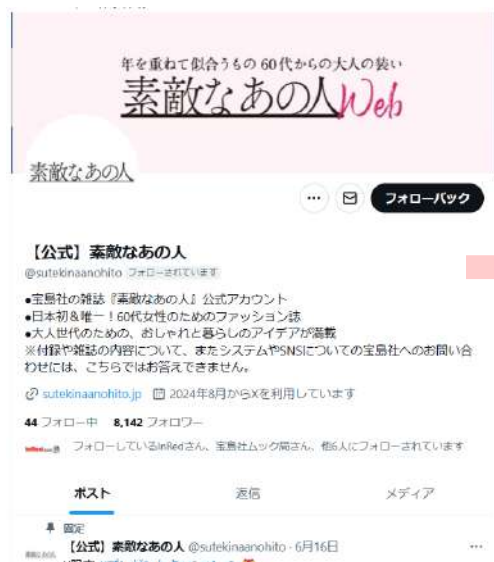 年を重ねて似合うもの 60代からの大人の装い
素敵なあの人Web
素敵なあの人
フォローバック
【公式】素敵なあの人
@sutekinaanohito フォローされています
●宝島社の雑誌『素敵なあの人』公式アカウント
●日本初&唯一!60代女性のためのファッション誌
●大人世代のための、おしゃれと暮らしのアイデアが満載
※付録や雑誌の内容について、またシステムやSNSについての宝島社へのお問い合
わせには、こちらではお答えできません。
sutekinaanohito.jp 2024年8月からXを利用しています
44 フォロー中 8,142 フォロワー
フォローしているInRedさん、宝島社ムック局さん、他6人にフォローされています
ポスト 返信 メディア
固定
【公式】素敵なあの人 @sutekinaanohito · 6月16日